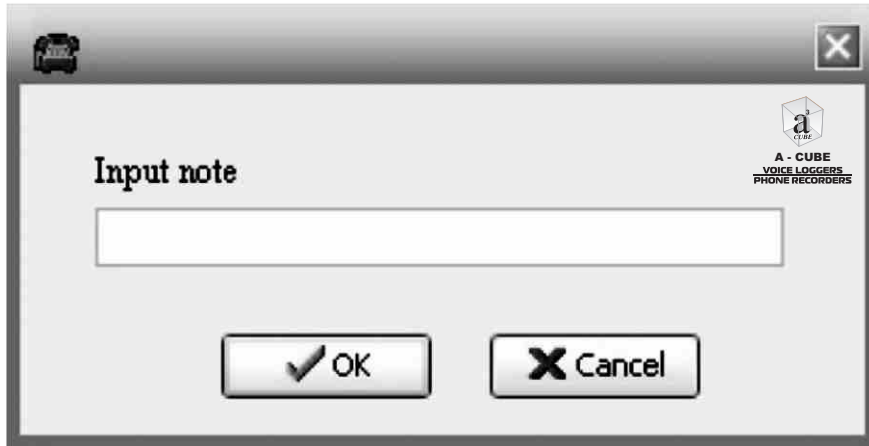 a
CUBE
A - CUBE
VOICE LOGGERS
PHONE RECORDERS
Input note
OK
Cancel